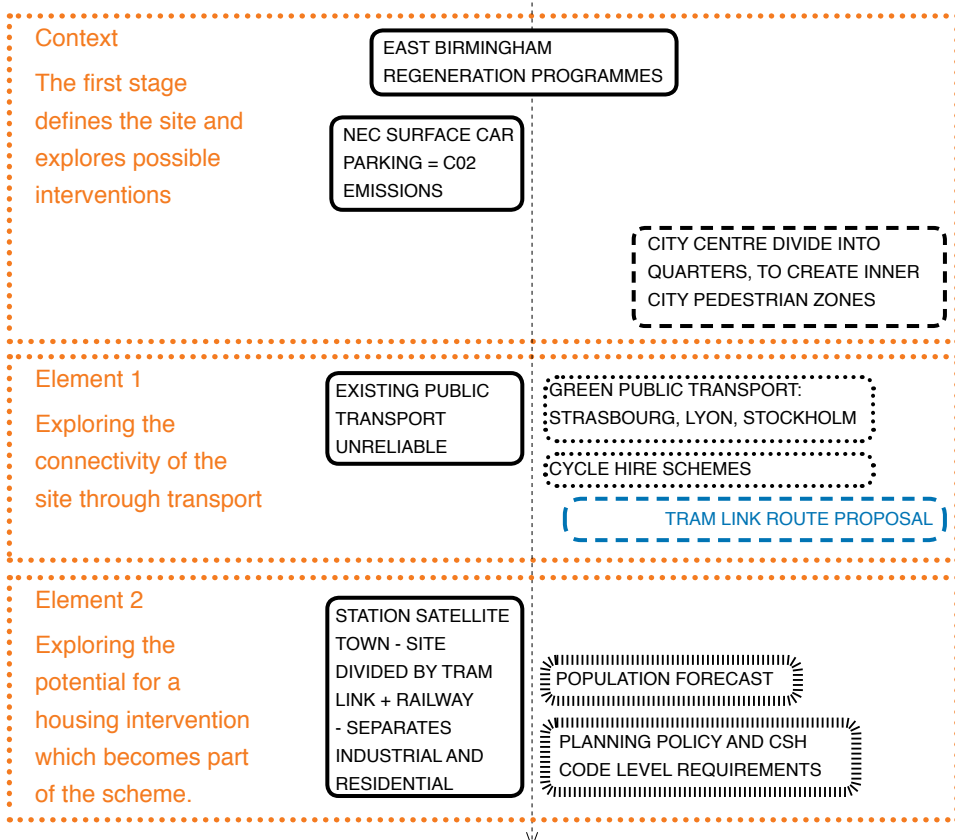 Context
The first stage
defines the site and
explores possible
interventions
EAST BIRMINGHAM
REGENERATION PROGRAMMES
NEC SURFACE CAR
PARKING = C02
EMISSIONS
CITY CENTRE DIVIDE INTO
QUARTERS, TO CREATE INNER
CITY PEDESTRIAN ZONES
Element 1
Exploring the
connectivity of the
site through transport
EXISTING PUBLIC
TRANSPORT
UNRELIABLE
GREEN PUBLIC TRANSPORT:
STRASBOURG, LYON, STOCKHOLM
CYCLE HIRE SCHEMES
TRAM LINK ROUTE PROPOSAL
Element 2
Exploring the
potential for a
housing intervention
which becomes part
of the scheme.
STATION SATELLITE
TOWN - SITE
DIVIDED BY TRAM
LINK + RAILWAY
- SEPARATES
INDUSTRIAL AND
RESIDENTIAL
POPULATION FORECAST
PLANNING POLICY AND CSH
CODE LEVEL REQUIREMENTS